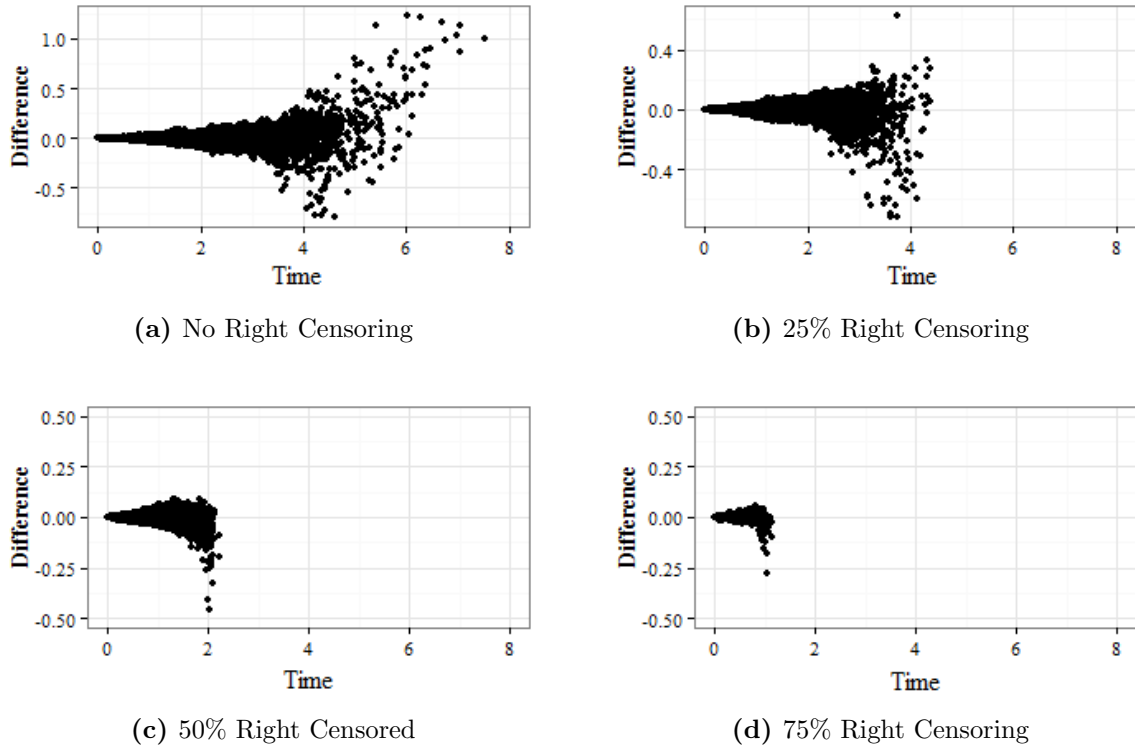 1.0
0.5
0.0
-0.5
Difference
0 2 4 6 8
Time
(a) No Right Censoring
0.4
0.0
-0.4
Difference
0 2 4 6 8
Time
(b) 25% Right Censoring
0.50
0.25
0.00
-0.25
-0.50
Difference
0 2 4 6 8
Time
(c) 50% Right Censored
0.50
0.25
0.00
-0.25
-0.50
Difference
0 2 4 6 8
Time
(d) 75% Right Censoring